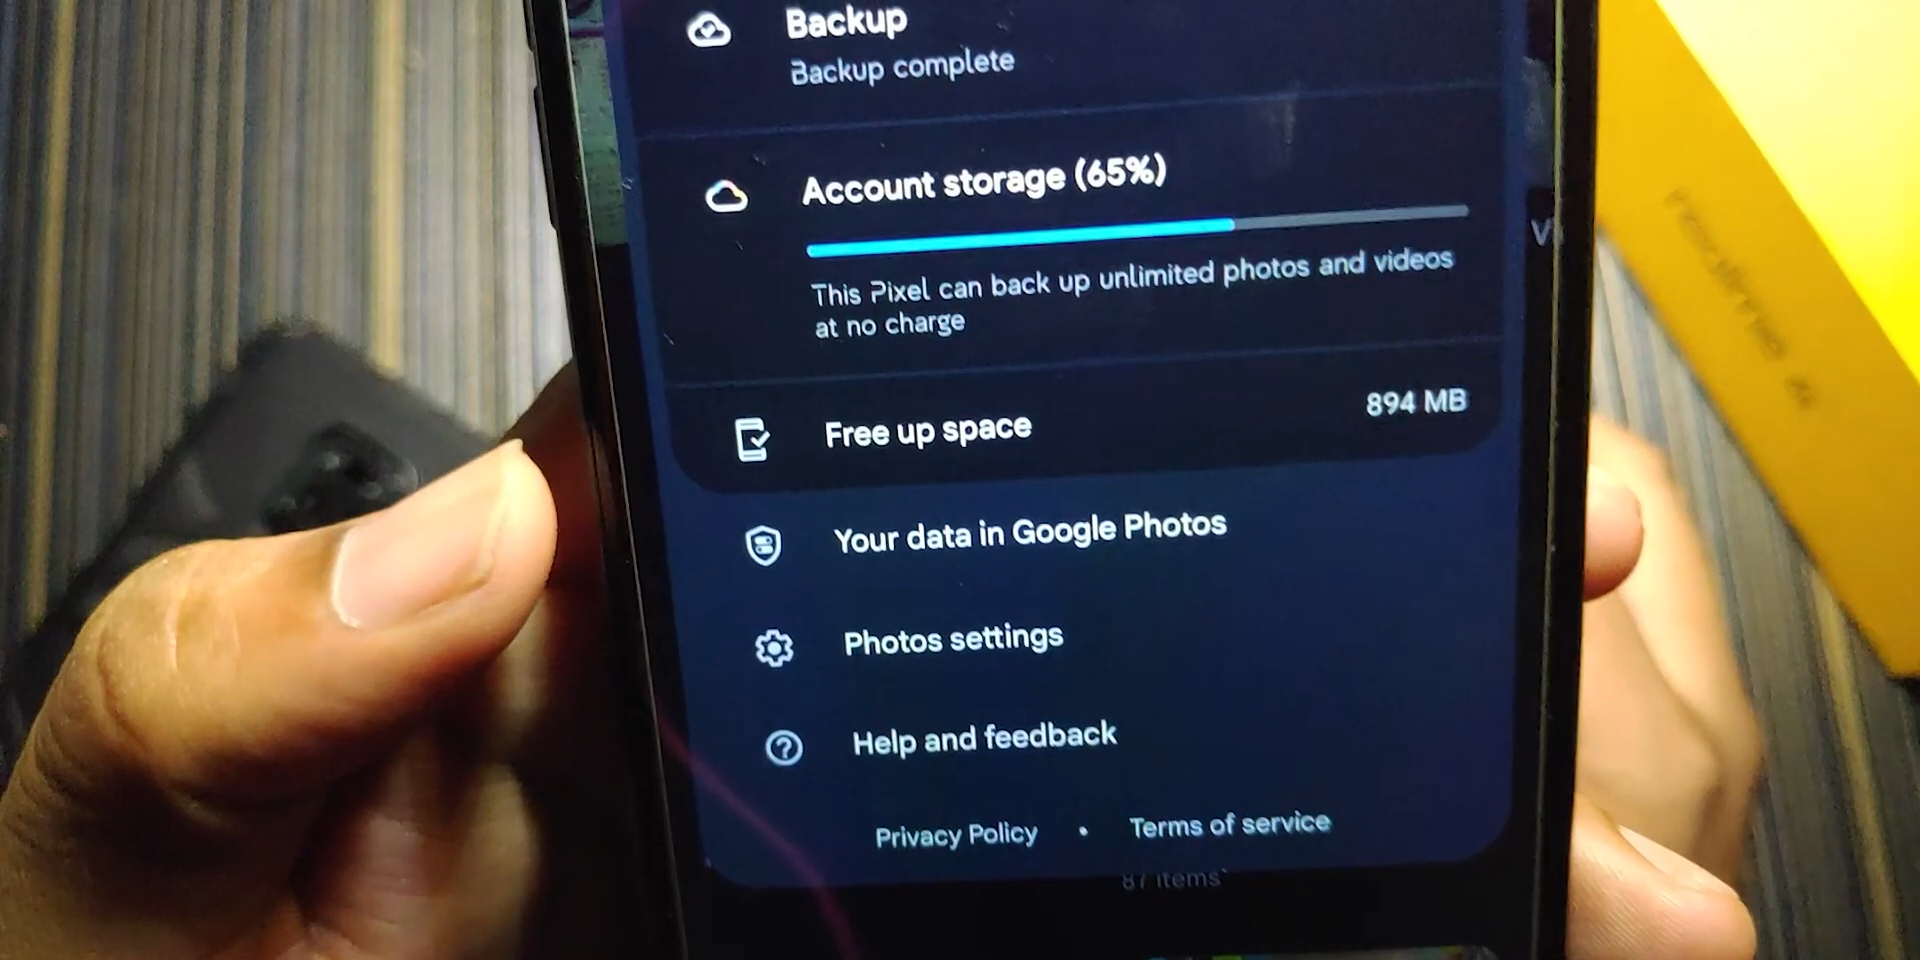 Backup
Backup complete
Account storage (65%)
This Pixel can back up unlimited photos and videos
at no charge
Free up space
894 MB
Your data in Google Photos
Photos settings
Help and feedback
Privacy Policy • Terms of service
87 items